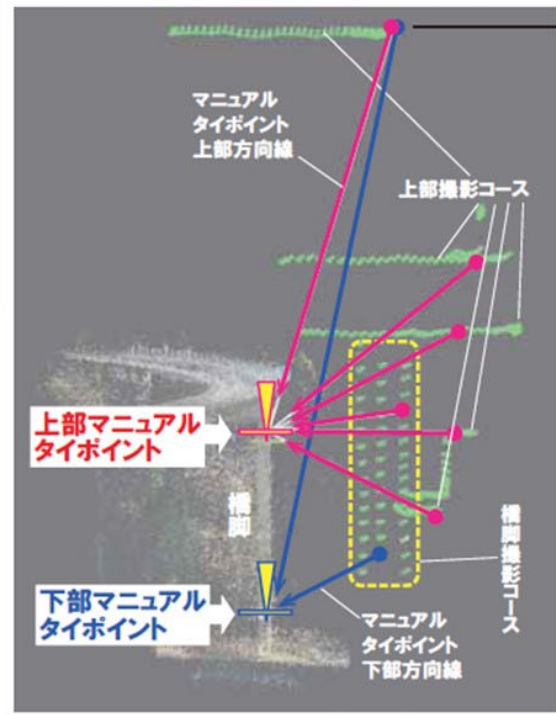 マニュアル
タイポイント
上部方向線
上部撮影コース
上部マニュアル
タイポイント
橋脚
橋脚撮影コース
下部マニュアル
タイポイント
マニュアル
タイポイント
下部方向線